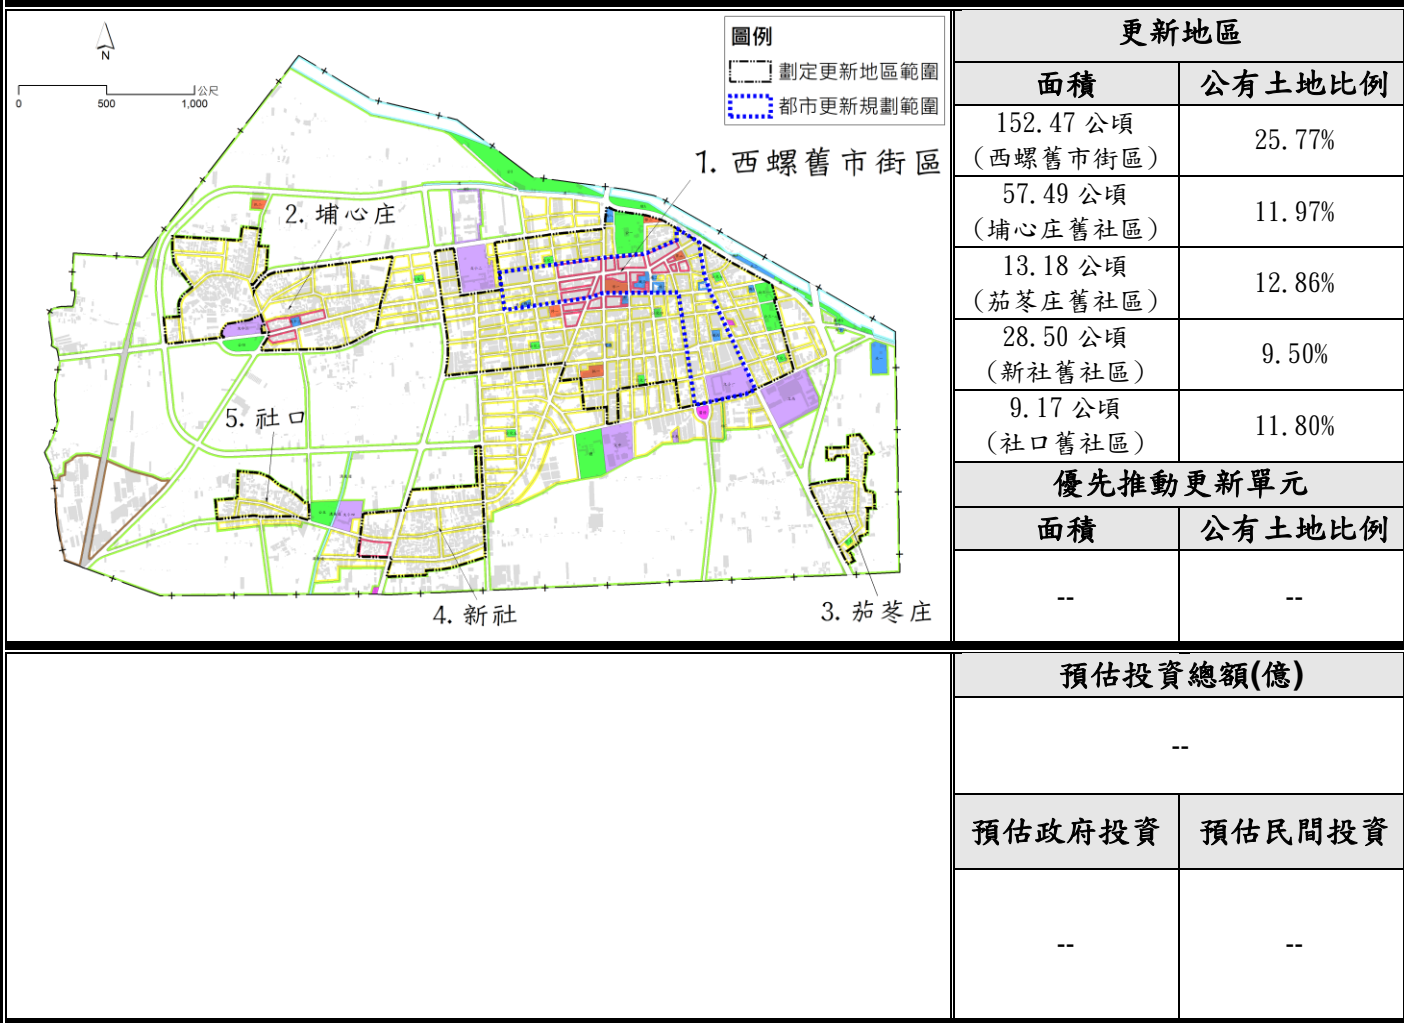 圖例
劃定更新地區範圍
都市更新規劃範圍
N
公尺
0 500 1,000
1. 西螺舊市街區
2. 埔心庄
5. 社口
4. 新社
3. 茄苳庄
更新地區
面積 公有土地比例
152.47 公頃
(西螺舊市街區) 25.77%
57.49 公頃
(埔心庄舊社區) 11.97%
13.18 公頃
(茄苳庄舊社區) 12.86%
28.50 公頃
(新社舊社區) 9.50%
9.17 公頃
(社口舊社區) 11.80%
優先推動更新單元
面積 公有土地比例
-- --
預估投資總額(億)
--
預估政府投資 預估民間投資
-- --